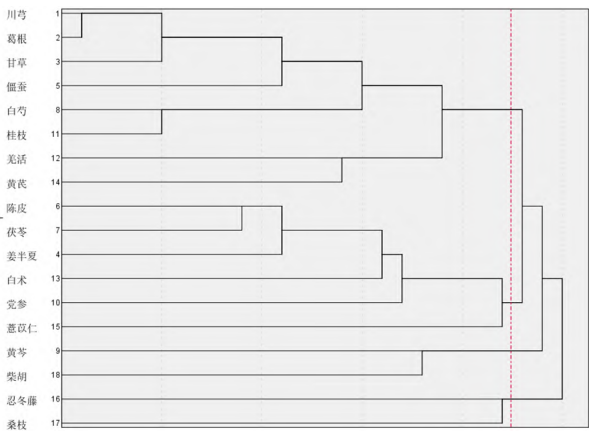 川芎 1
葛根 2
甘草 3
僵蚕 5
白芍 8
桂枝 11
羌活 12
黄芪 14
陈皮 6
茯苓 7
姜半夏 4
白术 13
党参 10
薏苡仁 15
黄芩 9
柴胡 18
忍冬藤 16
桑枝 17